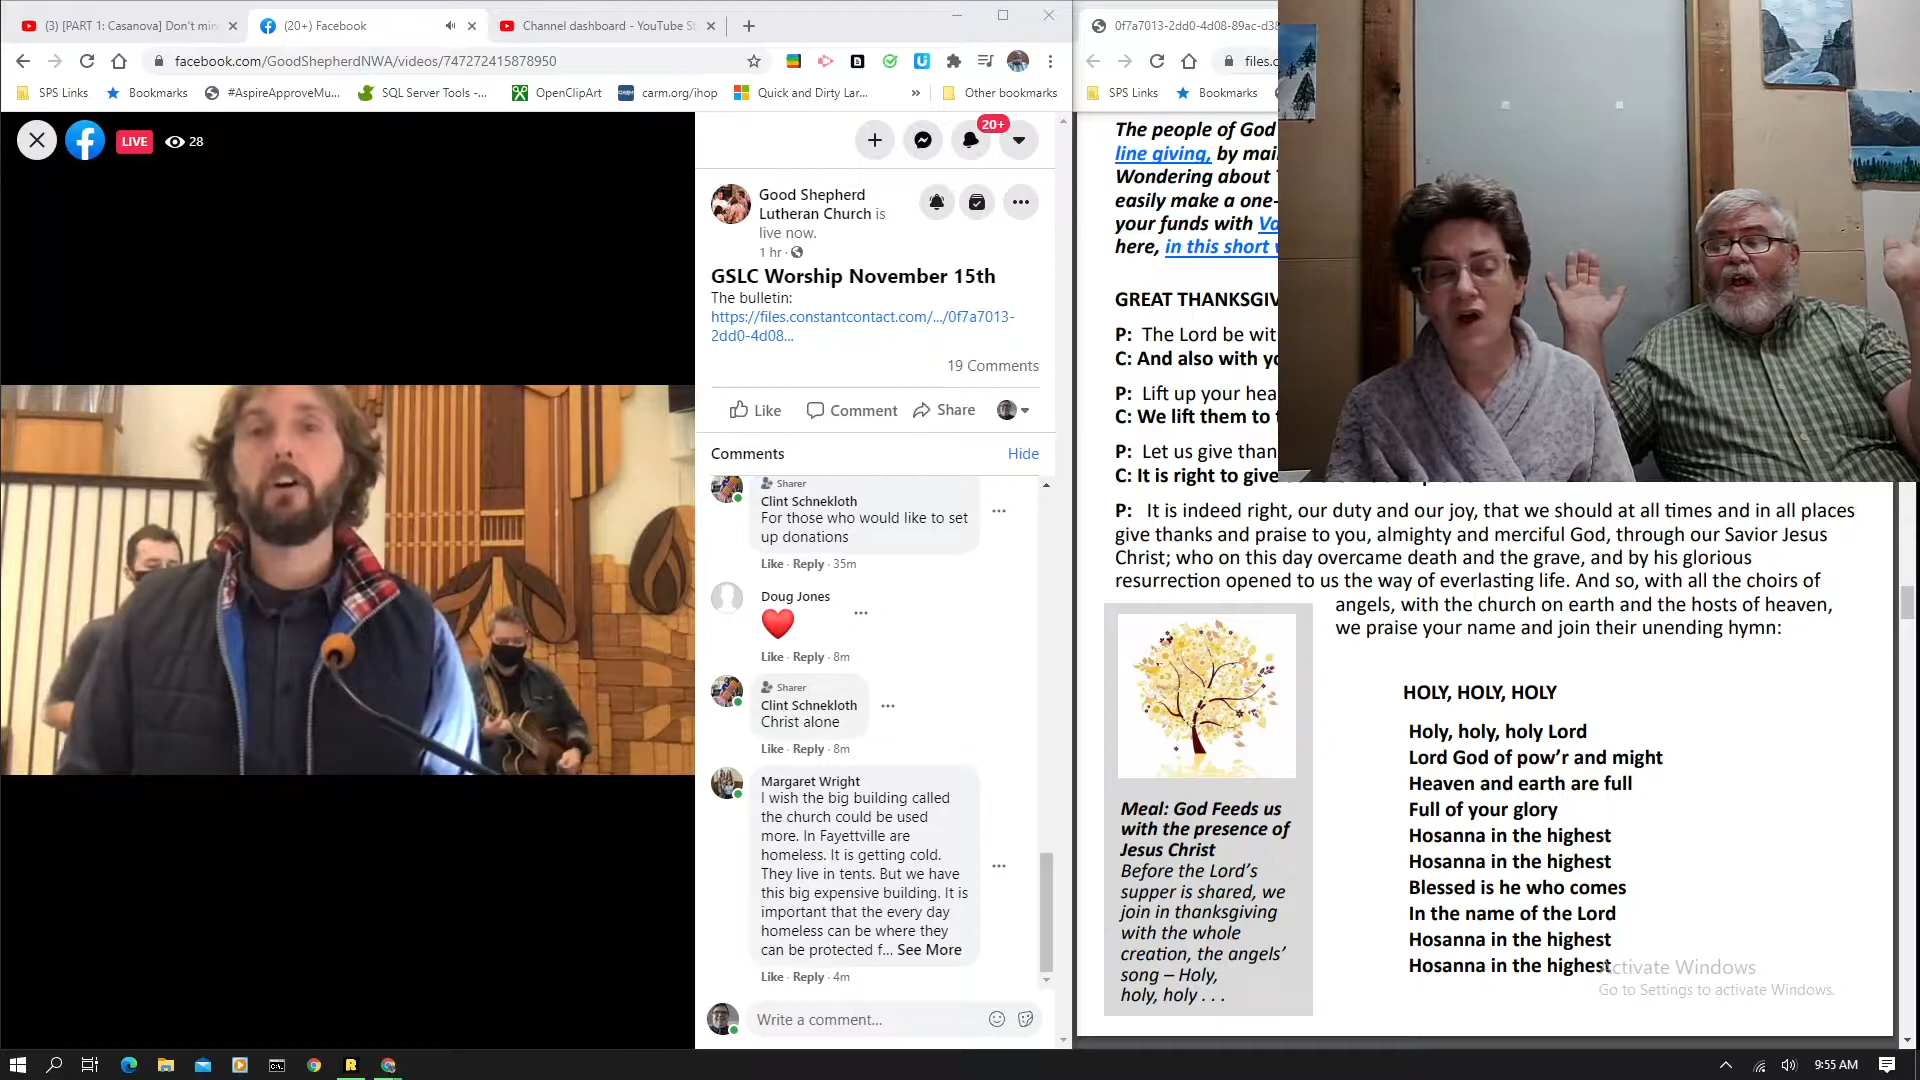 (3) [PART 1: Casanova] Don't min
(20+) Facebook
Channel dashboard - YouTube St
0f7a7013-2dd0-4d08-89ac-d38
facebook.com/GoodShepherdNWA/videos/747272415878950
files.c
SPS Links
Bookmarks
#AspireApproveMu...
SQL Server Tools -...
OpenClipArt
carm.org/ihop
Quick and Dirty Lar...
»
Other bookmarks
SPS Links
Bookmarks
LIVE
28
20+
Good Shepherd
Lutheran Church is
live now.
1 hr ·
GSLC Worship November 15th
The bulletin:
https://files.constantcontact.com/.../0f7a7013-
2dd0-4d08...
19 Comments
Like
Comment
Share
Comments
Hide
Sharer
Clint Schnekloth
For those who would like to set
up donations
Like · Reply · 35m
Doug Jones
Like · Reply · 8m
Sharer
Clint Schnekloth
Christ alone
Like · Reply · 8m
Margaret Wright
I wish the big building called
the church could be used
more. In Fayettville are
homeless. It is getting cold.
They live in tents. But we have
this big expensive building. It is
important that the every day
homeless can be where they
can be protected f... See More
Like · Reply · 4m
Write a comment...
The people of God
line giving, by mai
Wondering about
easily make a one-
your funds with Va
here, in this short v
GREAT THANKSGIV
P: The Lord be wit
C: And also with yo
P: Lift up your hea
C: We lift them to t
P: Let us give than
C: It is right to give
P: It is indeed right, our duty and our joy, that we should at all times and in all places
give thanks and praise to you, almighty and merciful God, through our Savior Jesus
Christ; who on this day overcame death and the grave, and by his glorious
resurrection opened to us the way of everlasting life. And so, with all the choirs of
angels, with the church on earth and the hosts of heaven,
we praise your name and join their unending hymn:
HOLY, HOLY, HOLY
Holy, holy, holy Lord
Lord God of pow’r and might
Heaven and earth are full
Full of your glory
Hosanna in the highest
Hosanna in the highest
Blessed is he who comes
In the name of the Lord
Hosanna in the highest
Hosanna in the highest
Meal: God Feeds us
with the presence of
Jesus Christ
Before the Lord’s
supper is shared, we
join in thanksgiving
with the whole
creation, the angels’
song – Holy,
holy, holy . . .
Activate Windows
Go to Settings to activate Windows.
9:55 AM